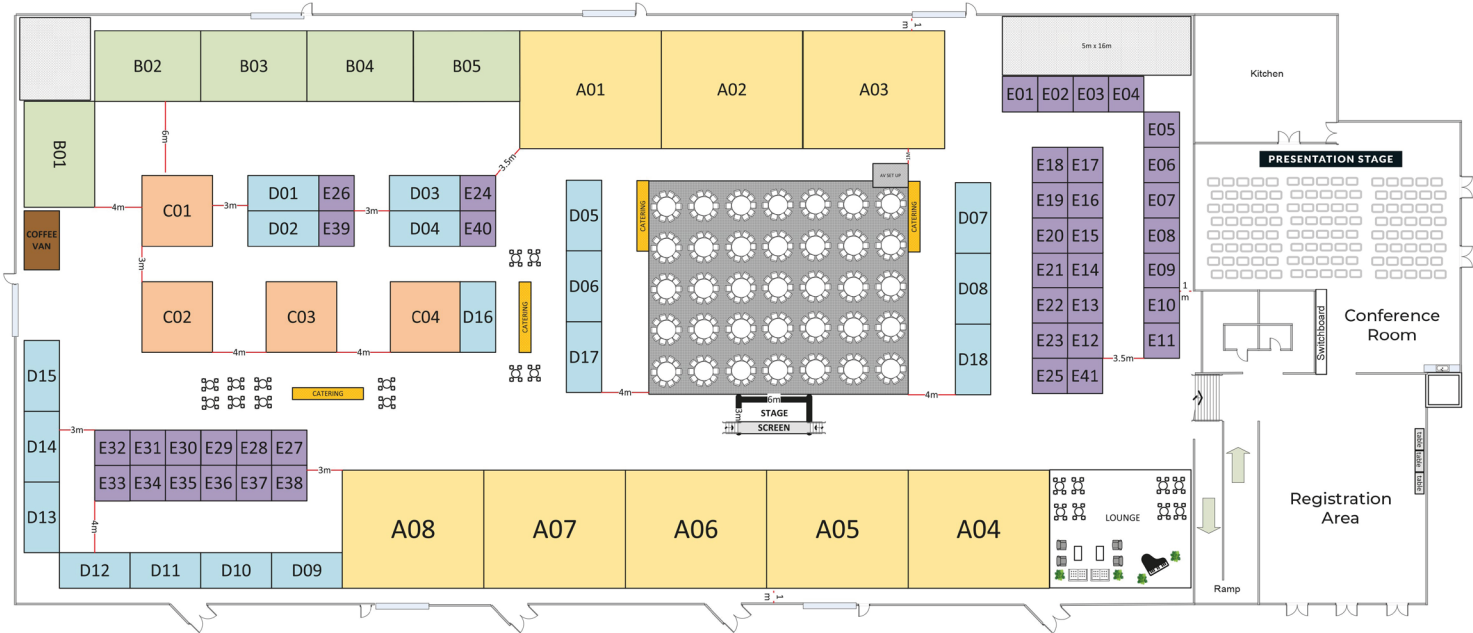 1
m
5m x 16m
Kitchen
B02
B03
B04
B05
A01
A02
A03
E01
E02
E03
E04
B01
6m
3.5m
1M
E05
PRESENTATION STAGE
E18
E17
E06
AV SET UP
4m
C01
3m
D01
E26
3m
D03
E24
D02
E39
D04
E40
D05
CATERING
CATERING
D07
E19
E16
E07
COFFEE
VAN
3m
E20
E15
E08
E21
E14
E09
D06
D08
1
m
C02
C03
C04
D16
CATERING
E22
E13
E10
Switchboard
Conference
Room
4m
4m
D17
D18
E23
E12
E11
3.5m
E25
E41
D15
CATERING
4m
6m
4m
3m
STAGE
SCREEN
D14
3m
E32
E31
E30
E29
E28
E27
E33
E34
E35
E36
E37
E38
3m
D13
4m
A08
A07
A06
A05
A04
LOUNGE
table
table
table
Registration
Area
D12
D11
D10
D09
1
m
Ramp